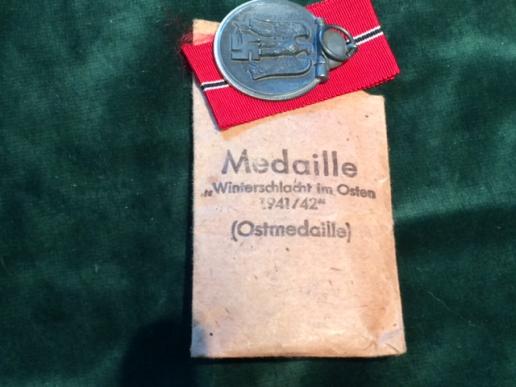 Medaille
„Winterschlacht im Osten
1941/42“
(Ostmedaille)